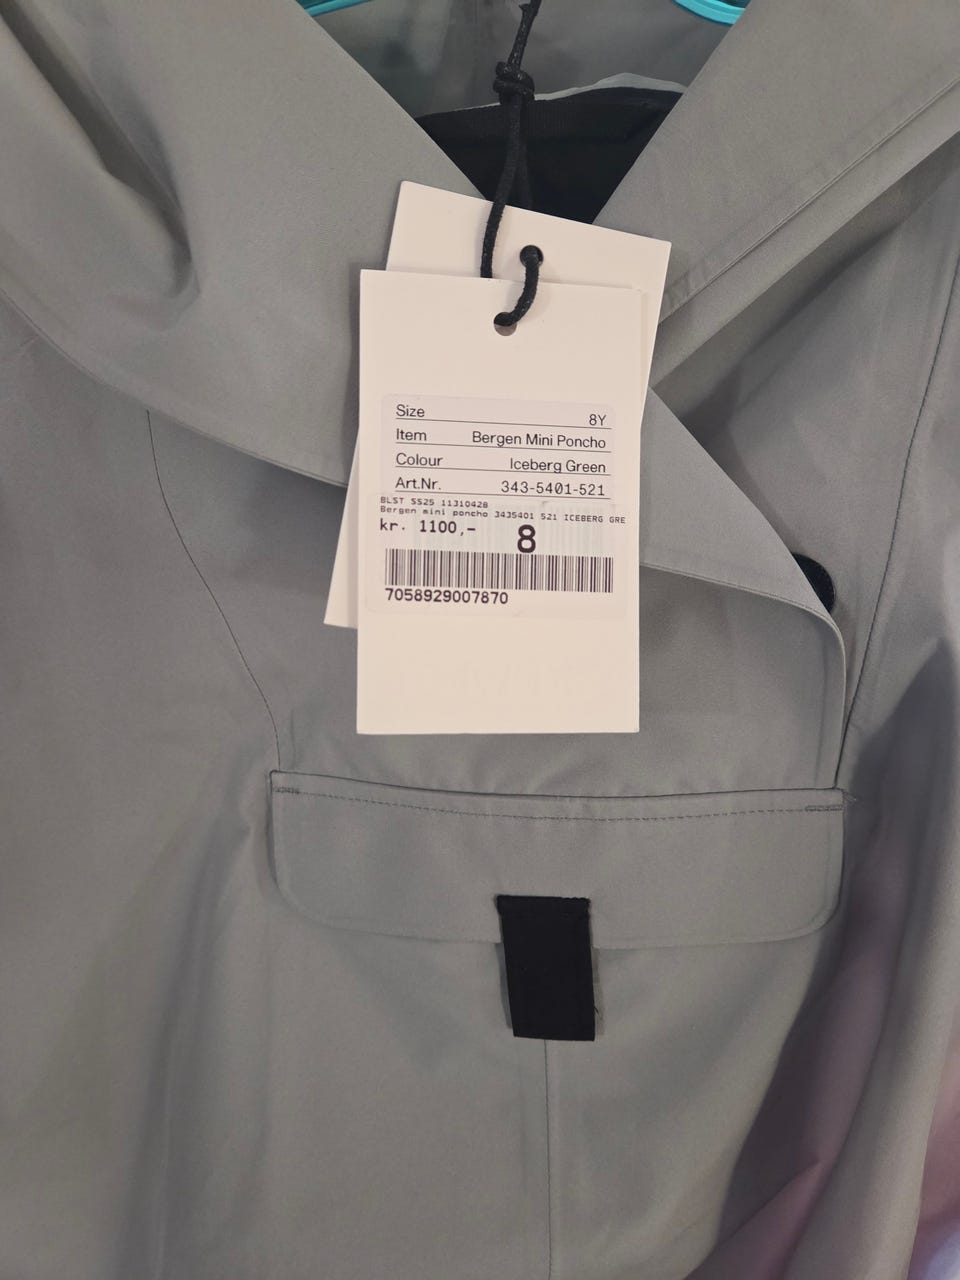 Size 8Y
Item Bergen Mini Poncho
Colour Iceberg Green
Art.Nr. 343-5401-521
BLST SS25 11310428
Bergen mini poncho 3435401 521 ICEBERG GRE
kr. 1100,- 8
7058929007870